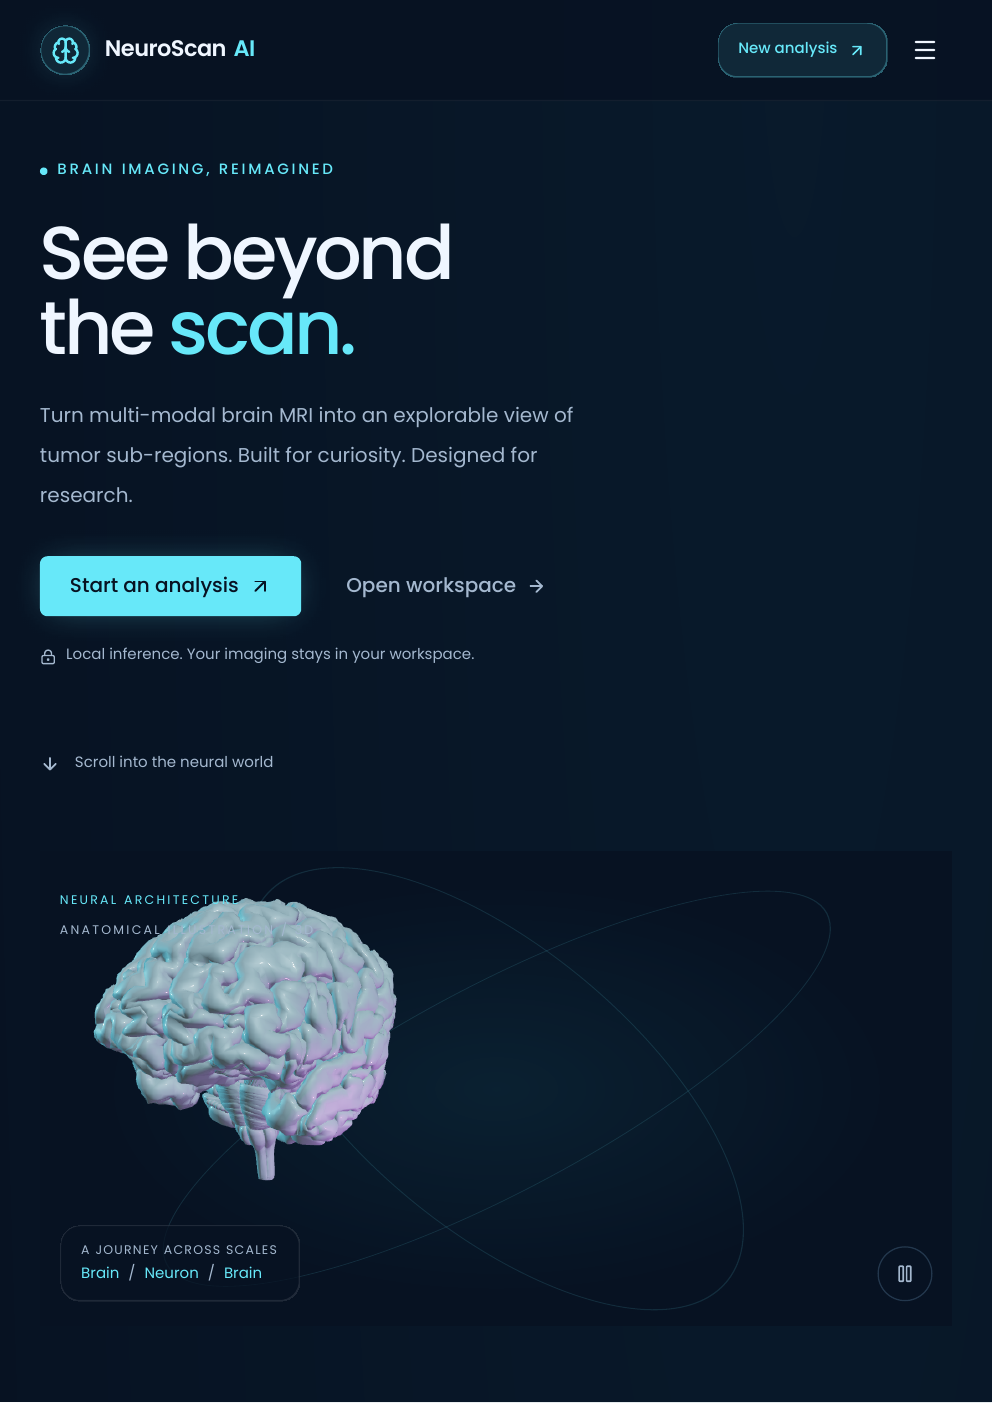 NeuroScan AI
New analysis
BRAIN IMAGING, REIMAGINED
See beyond
the scan.
Turn multi-modal brain MRI into an explorable view of
tumor sub-regions. Built for curiosity. Designed for
research.
Start an analysis
Open workspace
Local inference. Your imaging stays in your workspace.
Scroll into the neural world
NEURAL ARCHITECTURE
ANATOMICAL
A JOURNEY ACROSS SCALES
Brain / Neuron / Brain